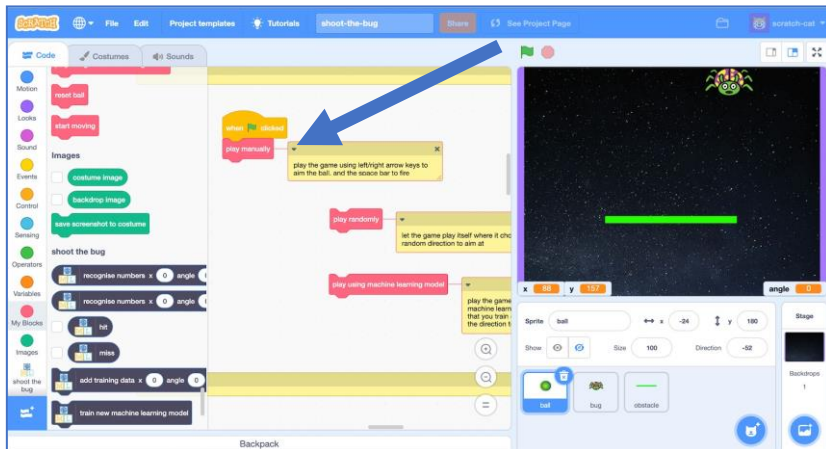 SCRATCH File Edit Project templates Tutorials shoot-the-bug Share See Project Page scratch-cat
Code Costumes Sounds
Motion
Looks
Sound
Events
Control
Sensing
Operators
Variables
My Blocks
Images
shoot the
bug
reset ball
start moving
Images
costume image
backdrop image
save screenshot to costume
shoot the bug
recognise numbers x 0 angle
recognise numbers x 0 angle
hit
miss
add training data x 0 angle 0
train new machine learning model
when clicked
play manually
play the game using left/right arrow keys to
aim the ball. and the space bar to fire
play randomly
let the game play itself where it cho
random direction to aim at
play using machine learning model
play the game
machine learn
that you train
the direction t
Backpack
x 88 y 157 angle 0
Sprite ball x -24 y 180
Show Size 100 Direction -52
ball bug obstacle
Stage
Backdrops
1